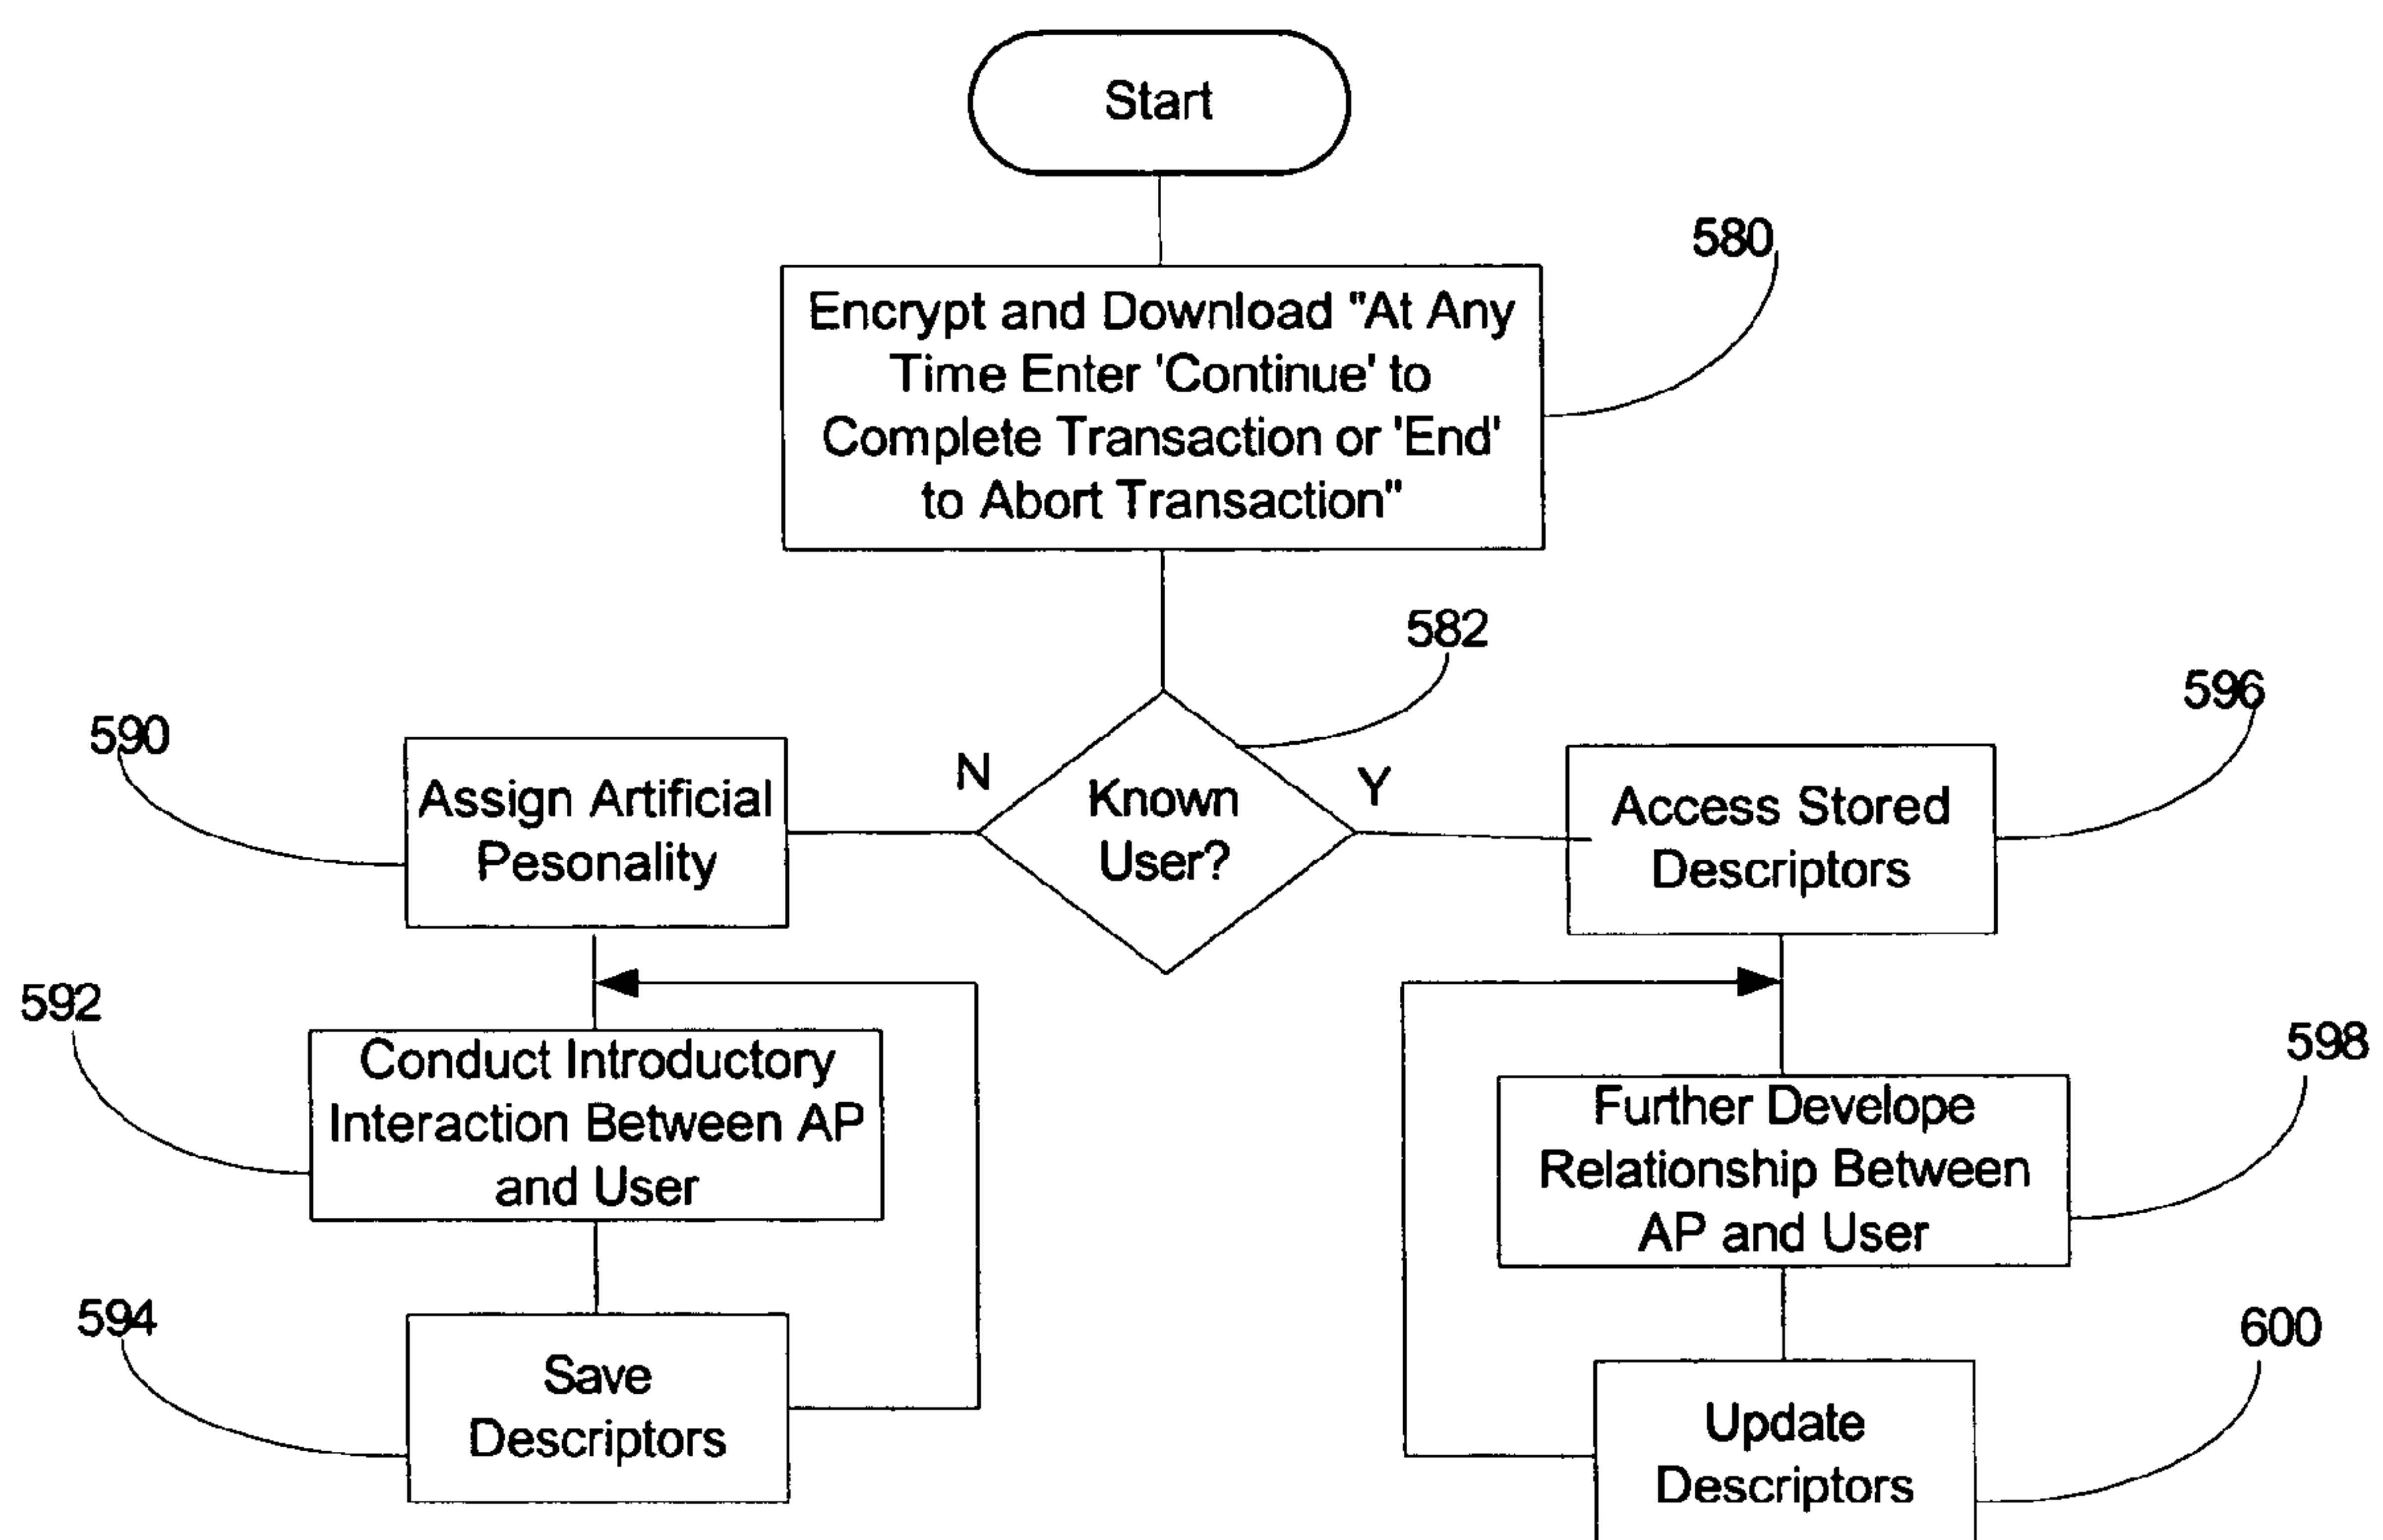 Start
580
Encrypt and Download "At Any
Time Enter 'Continue' to
Complete Transaction or 'End'
to Abort Transaction"
582
596
590
N
Y
Known
User?
Assign Artificial
Pesonality
Access Stored
Descriptors
592
598
Conduct Introductory
Interaction Between AP
and User
Further Develope
Relationship Between
AP and User
594
600
Save
Descriptors
Update
Descriptors